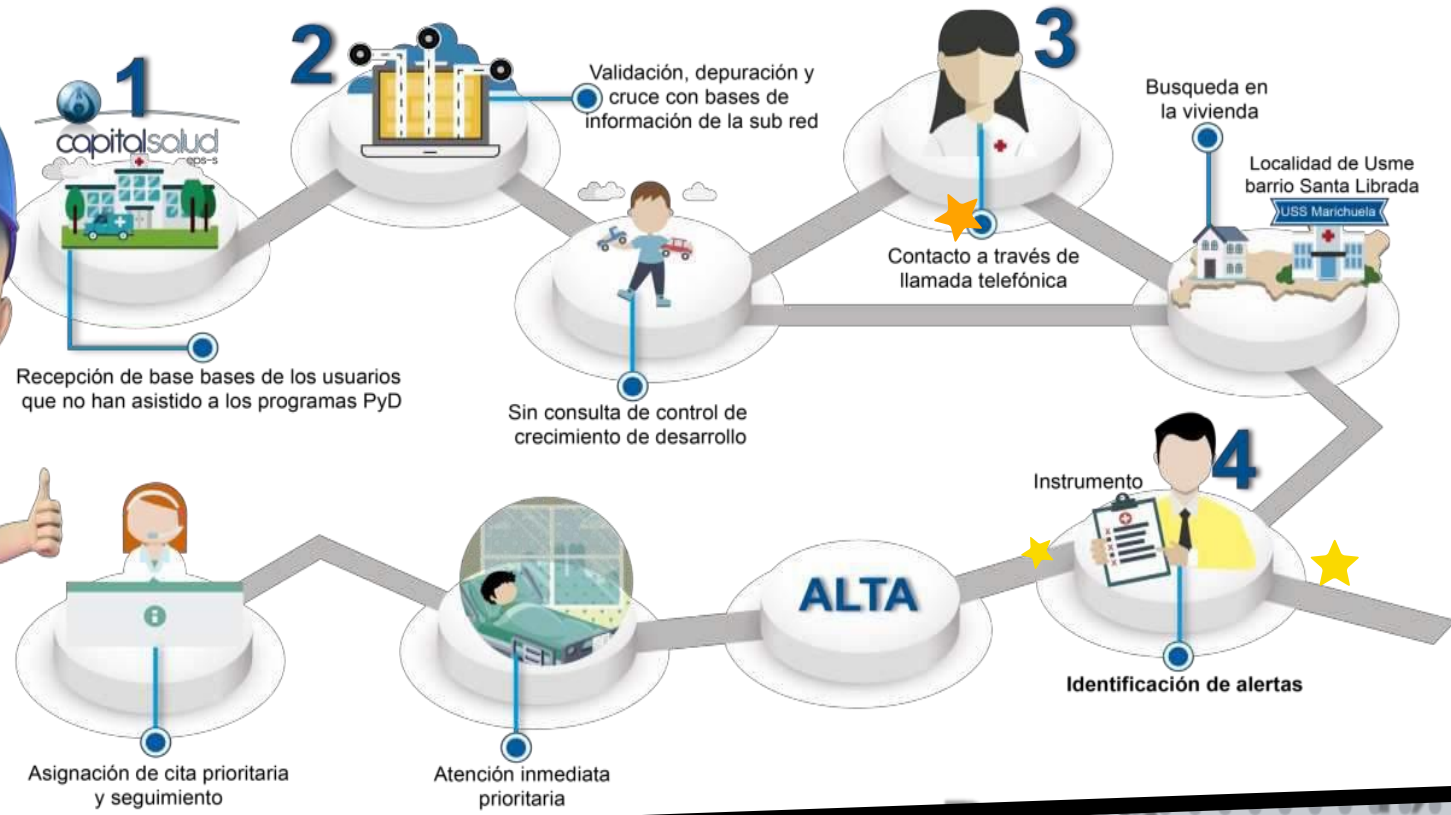 1
capitalsalud
eps-s
Recepción de base bases de los usuarios
que no han asistido a los programas PyD
2
Validación, depuración y
cruce con bases de
información de la sub red
Sin consulta de control de
crecimiento de desarrollo
3
Contacto a través de
llamada telefónica
Busqueda en
la vivienda
Localidad de Usme
barrio Santa Librada
USS Marichuela
4
Instrumento
Identificación de alertas
ALTA
Atención inmediata
prioritaria
Asignación de cita prioritaria
y seguimiento